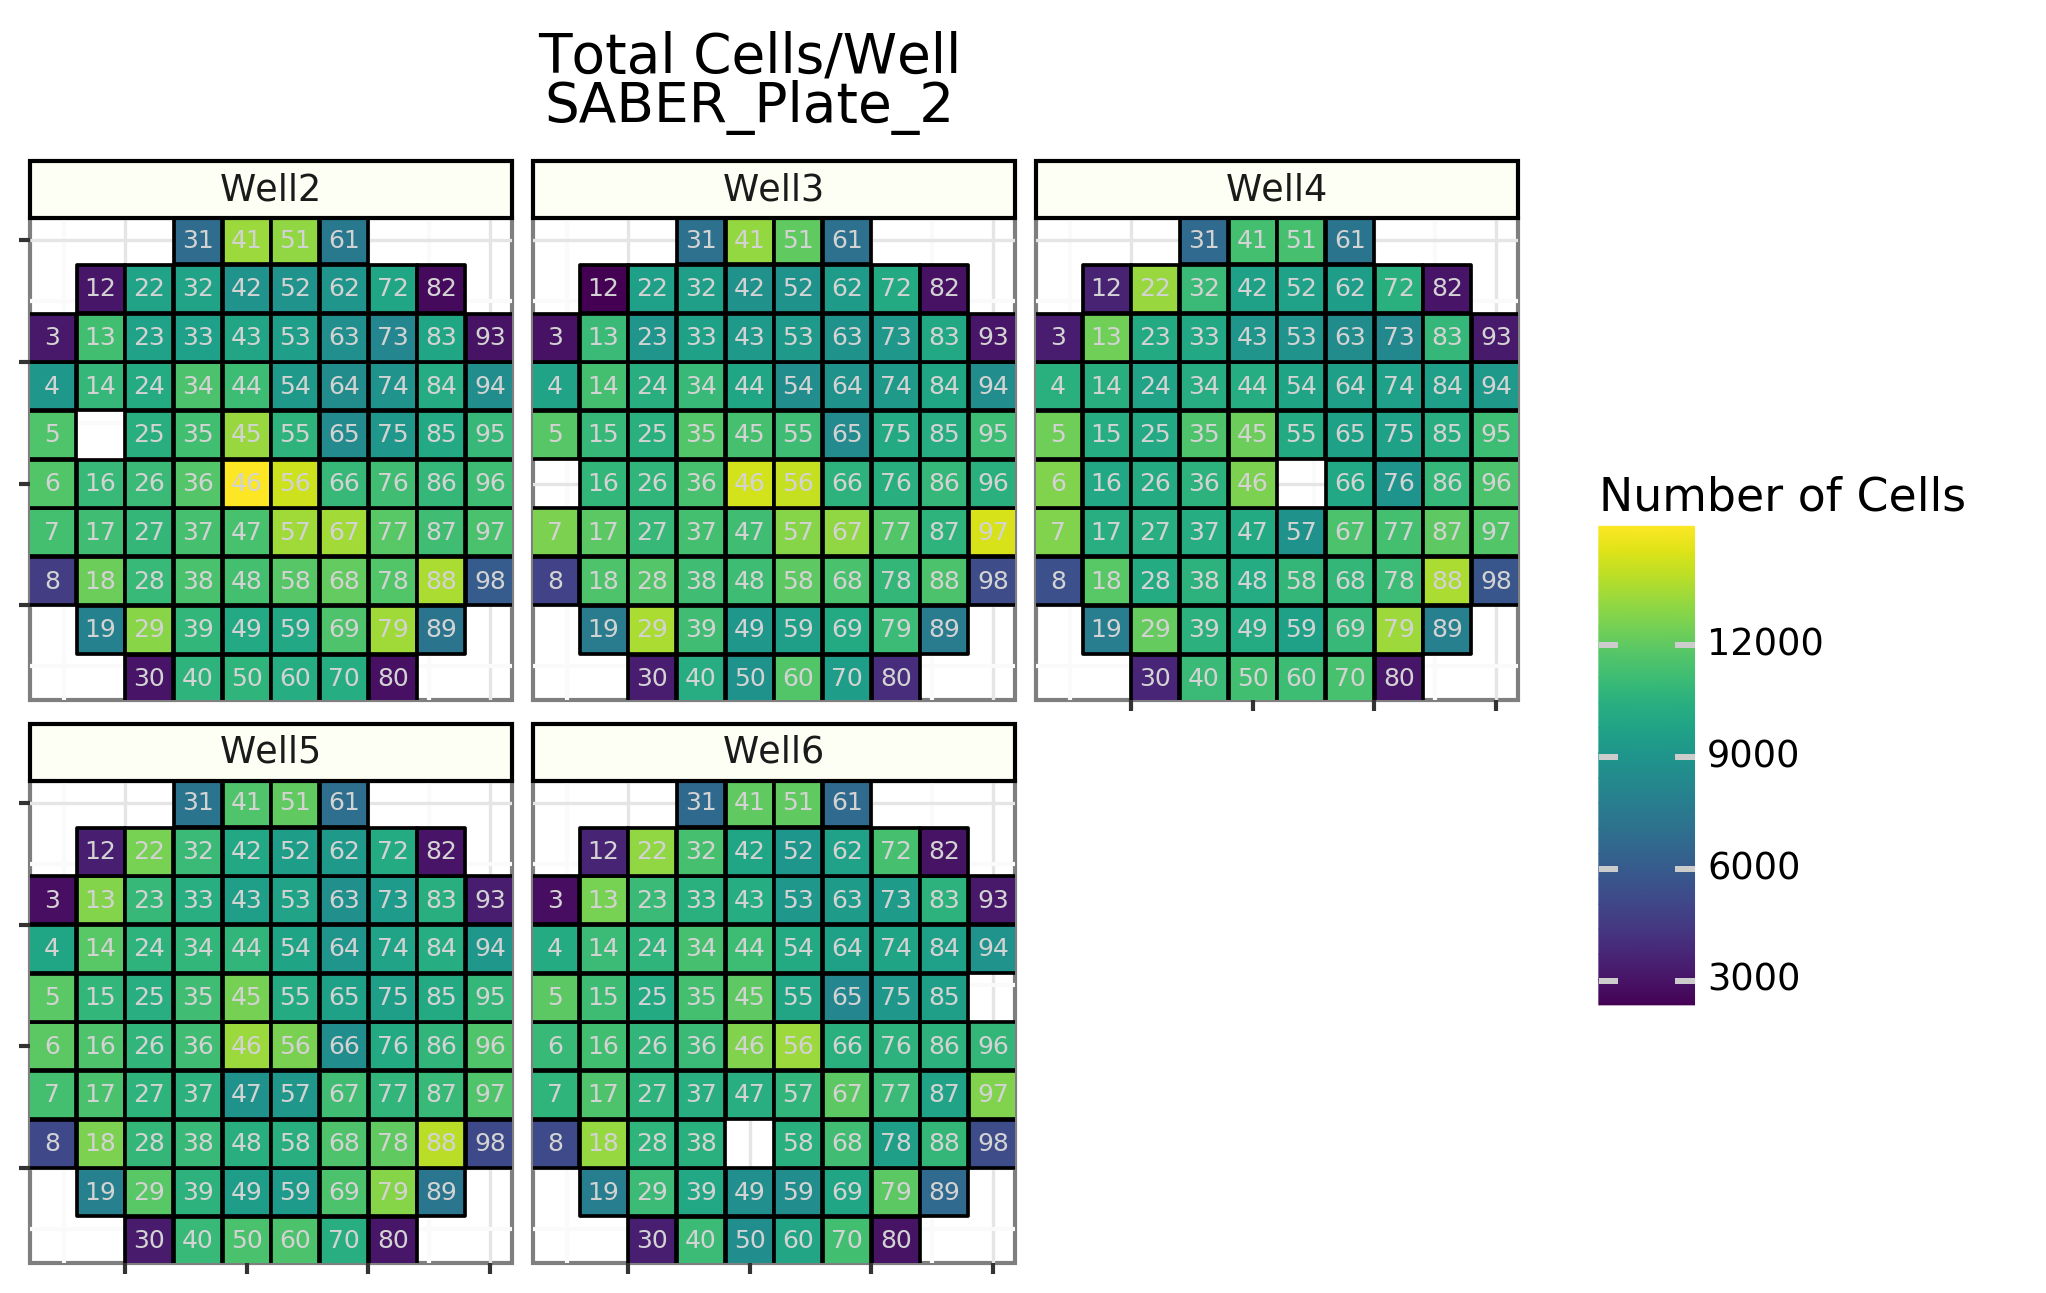 Total Cells/Well
SABER_Plate_2
Well2 Well3 Well4
31 41 51 61 31 41 51 61 31 41 51 61
12 22 32 42 52 62 72 82 12 22 32 42 52 62 72 82 12 22 32 42 52 62 72 82
3 13 23 33 43 53 63 73 83 93 3 13 23 33 43 53 63 73 83 93 3 13 23 33 43 53 63 73 83 93
4 14 24 34 44 54 64 74 84 94 4 14 24 34 44 54 64 74 84 94 4 14 24 34 44 54 64 74 84 94
5 25 35 45 55 65 75 85 95 5 15 25 35 45 55 65 75 85 95 5 15 25 35 45 55 65 75 85 95
6 16 26 36 46 56 66 76 86 96 16 26 36 46 56 66 76 86 96 6 16 26 36 46 66 76 86 96
7 17 27 37 47 57 67 77 87 97 7 17 27 37 47 57 67 77 87 97 7 17 27 37 47 57 67 77 87 97
8 18 28 38 48 58 68 78 88 98 8 18 28 38 48 58 68 78 88 98 8 18 28 38 48 58 68 78 88 98
19 29 39 49 59 69 79 89 19 29 39 49 59 69 79 89 19 29 39 49 59 69 79 89
30 40 50 60 70 80 30 40 50 60 70 80 30 40 50 60 70 80
Well5 Well6
31 41 51 61 31 41 51 61
12 22 32 42 52 62 72 82 12 22 32 42 52 62 72 82
3 13 23 33 43 53 63 73 83 93 3 13 23 33 43 53 63 73 83 93
4 14 24 34 44 54 64 74 84 94 4 14 24 34 44 54 64 74 84 94
5 15 25 35 45 55 65 75 85 95 5 15 25 35 45 55 65 75 85
6 16 26 36 46 56 66 76 86 96 6 16 26 36 46 56 66 76 86 96
7 17 27 37 47 57 67 77 87 97 7 17 27 37 47 57 67 77 87 97
8 18 28 38 48 58 68 78 88 98 8 18 28 38 58 68 78 88 98
19 29 39 49 59 69 79 89 19 29 39 49 59 69 79 89
30 40 50 60 70 80 30 40 50 60 70 80
Number of Cells
12000
9000
6000
3000